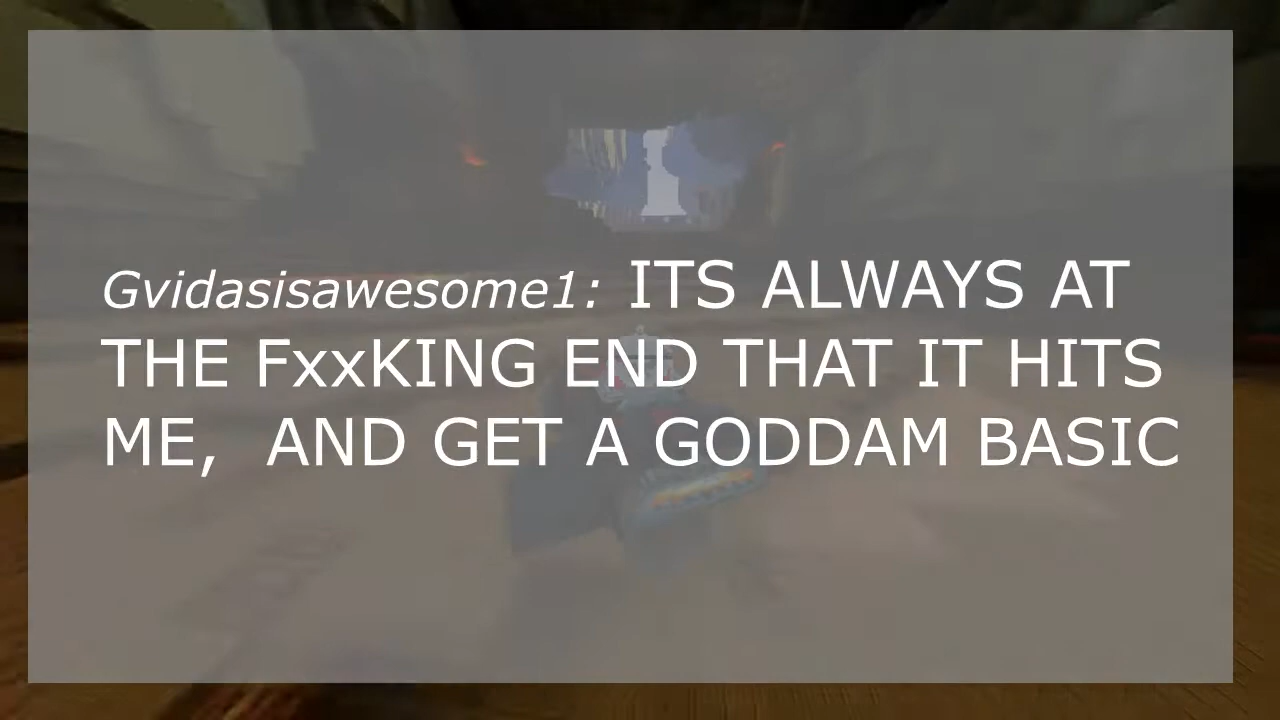 Gvidasisawesome1: ITS ALWAYS AT
THE FxxKING END THAT IT HITS
ME,  AND GET A GODDAM BASIC